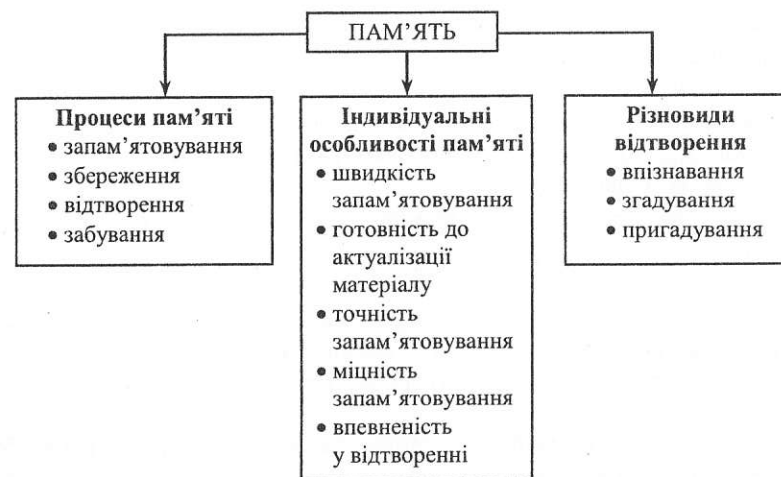 ПАМ’ЯТЬ
Процеси пам’яті
• запам’ятовування
• збереження
• відтворення
• забування
Індивідуальні
особливості пам’яті
• швидкість
запам’ятовування
• готовність до
актуалізації
матеріалу
• точність
запам’ятовування
• міцність
запам’ятовування
• впевненість
у відтворенні
Різновиди
відтворення
• впізнавання
• згадування
• пригадування